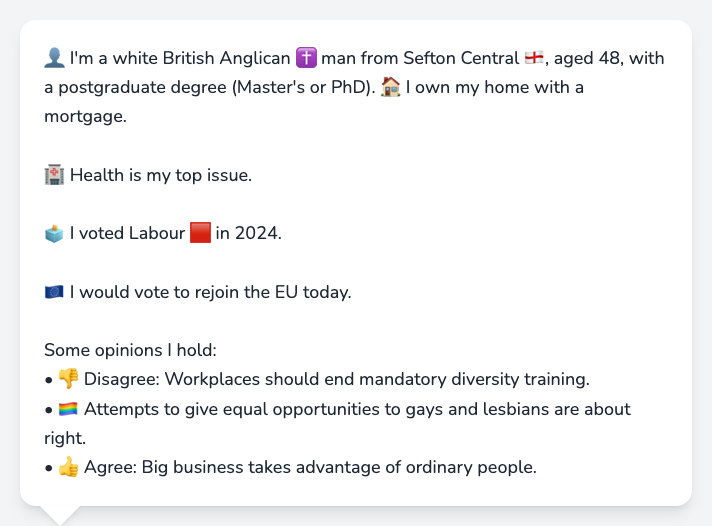 👤 I'm a white British Anglican ✝️ man from Sefton Central 🏴󠁧󠁢󠁥󠁮󠁧󠁿, aged 48, with
a postgraduate degree (Master's or PhD). 🏠 I own my home with a
mortgage.
🏥 Health is my top issue.
🗳️ I voted Labour 🟥 in 2024.
🇪🇺 I would vote to rejoin the EU today.
Some opinions I hold:
• 👎 Disagree: Workplaces should end mandatory diversity training.
• 🏳️‍🌈 Attempts to give equal opportunities to gays and lesbians are about
right.
• 👍 Agree: Big business takes advantage of ordinary people.